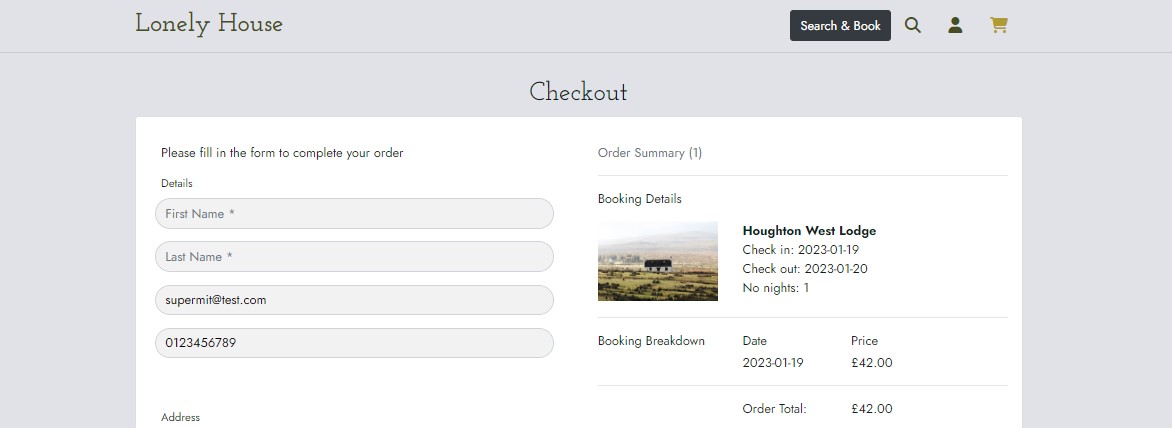 Lonely House
Search & Book
Checkout
Please fill in the form to complete your order
Details
First Name *
Last Name *
supermit@test.com
0123456789
Address
Order Summary (1)
Booking Details
Houghton West Lodge
Check in: 2023-01-19
Check out: 2023-01-20
No nights: 1
Booking Breakdown Date Price
2023-01-19 £42.00
Order Total: £42.00